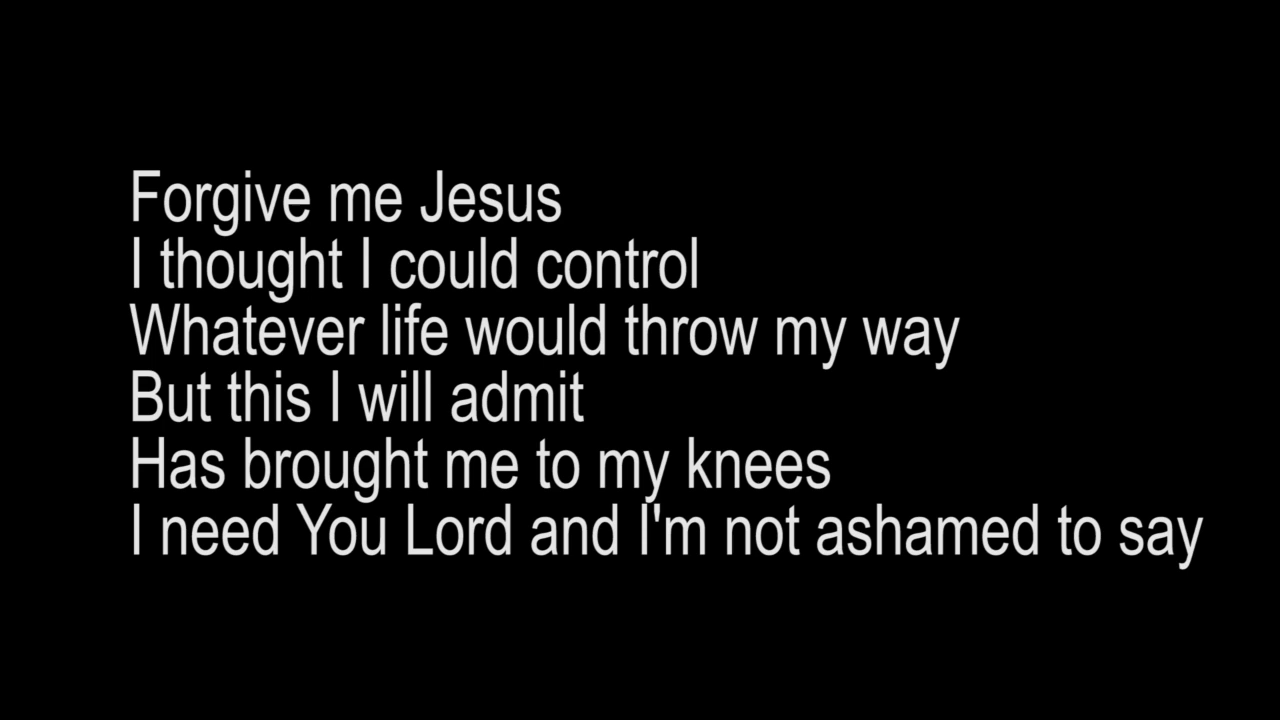 Forgive me Jesus
I thought I could control
Whatever life would throw my way
But this I will admit
Has brought me to my knees
I need You Lord and I'm not ashamed to say